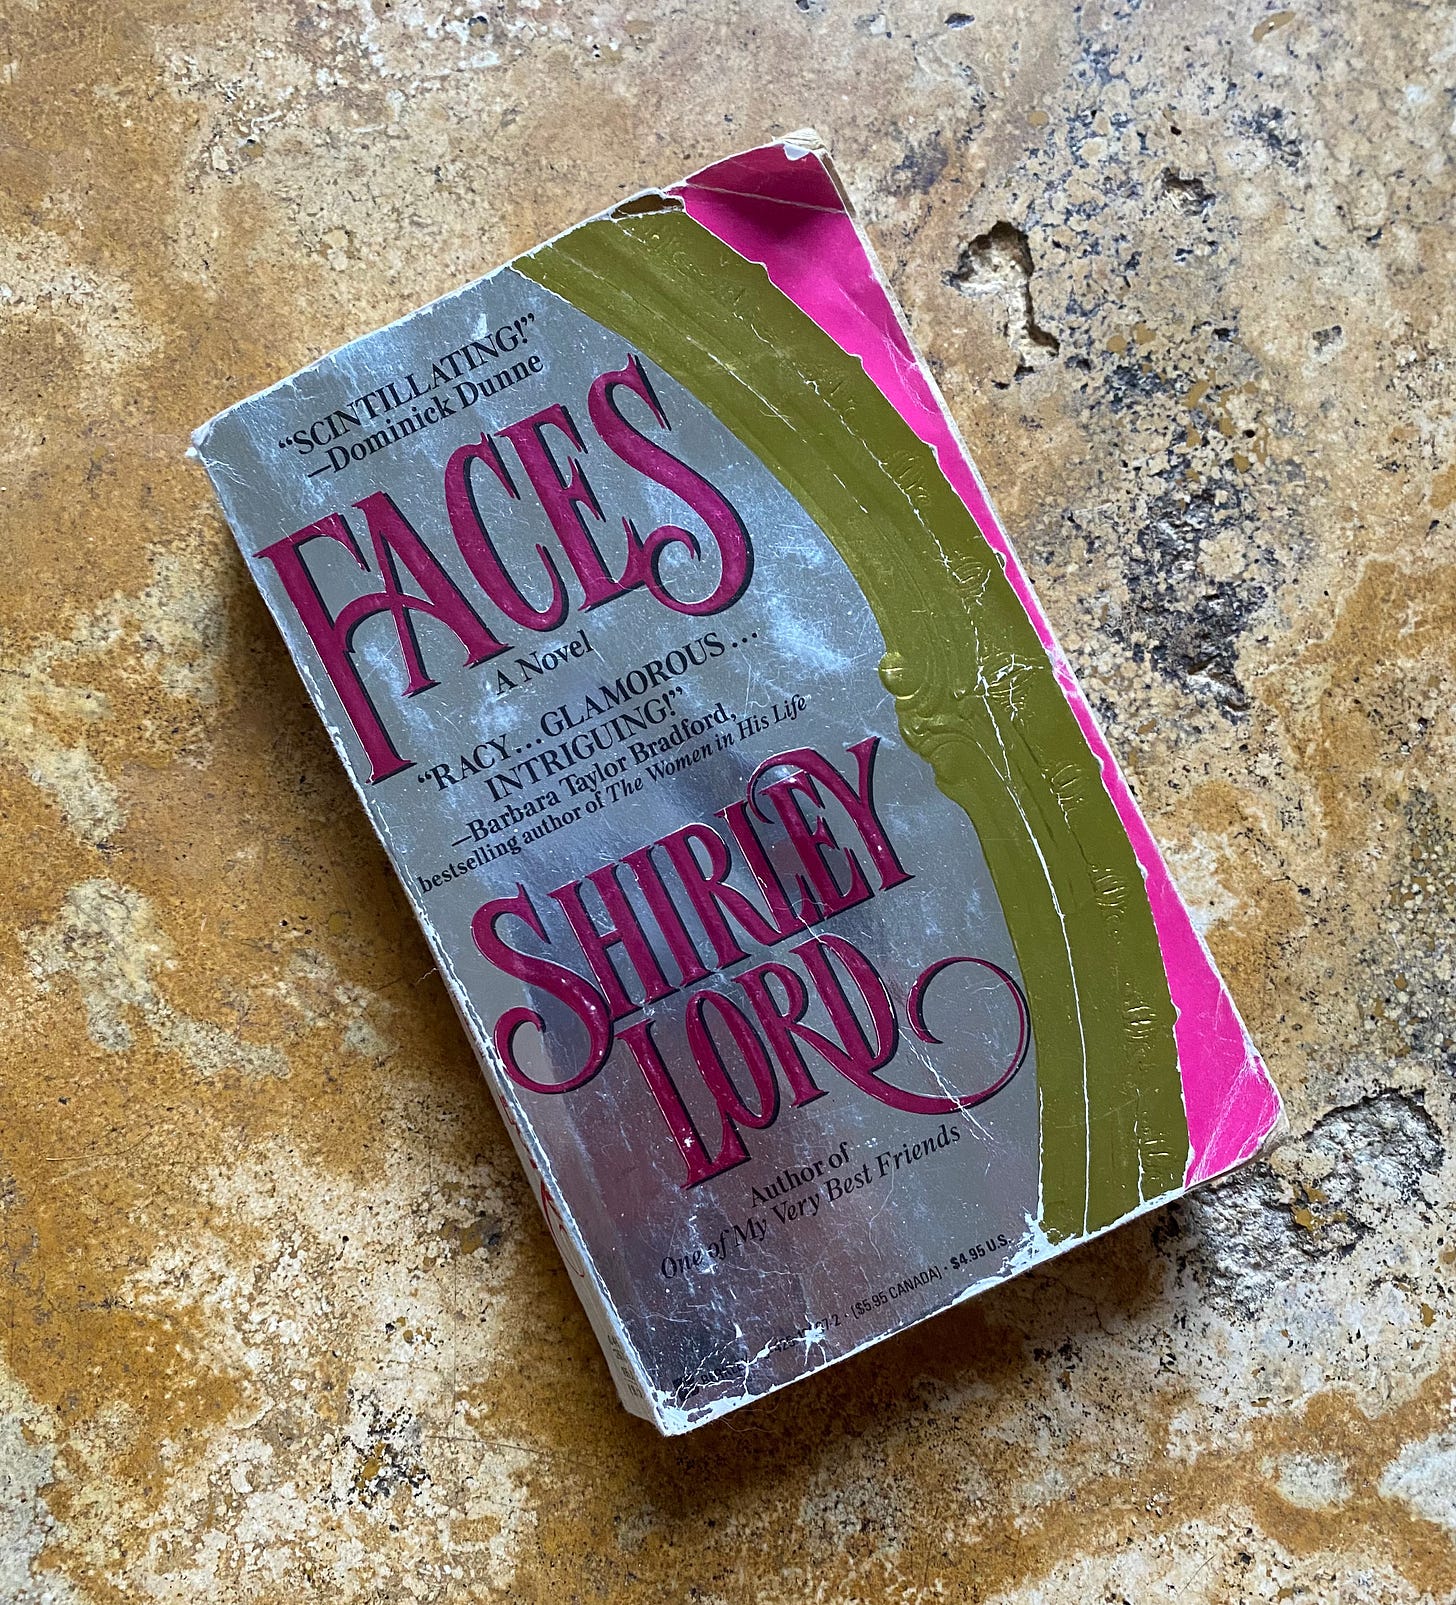 “SCINTILLATING!”
—Dominick Dunne
FACES
A Novel
“RACY...GLAMOROUS...
INTRIGUING!”
—Barbara Taylor Bradford,
bestselling author of The Women in His Life
SHIRLEY
LORD
Author of
One of My Very Best Friends
($5.95 CANADA) • $4.95 U.S.